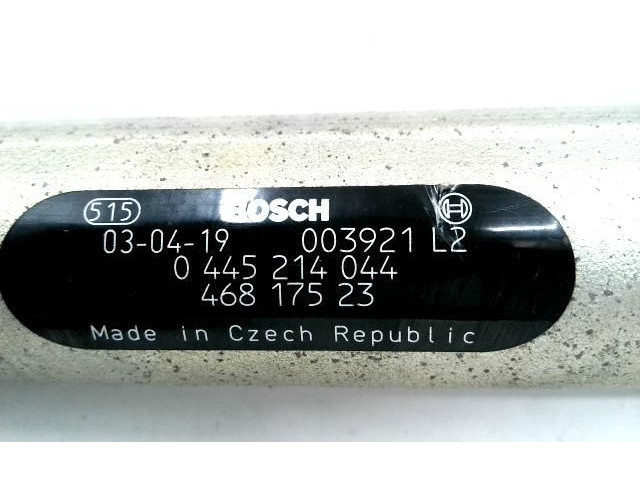 515 BOSCH
03-04-19 003921 L2
0 445 214 044
468 175 23
Made in Czech Republic